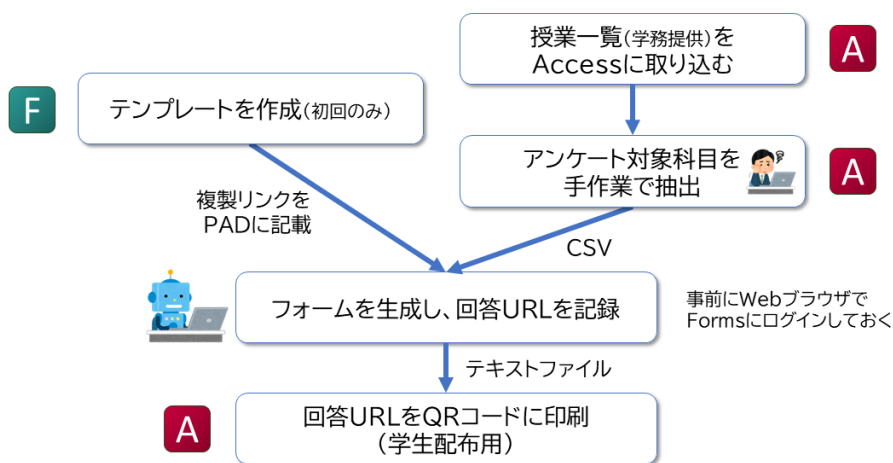 授業一覧(学務提供)を
Accessに取り込む
A
F
テンプレートを作成(初回のみ)
アンケート対象科目を
手作業で抽出
A
複製リンクを
PADに記載
CSV
フォームを生成し、回答URLを記録
事前にWebブラウザで
Formsにログインしておく
テキストファイル
A
回答URLをQRコードに印刷
(学生配布用)